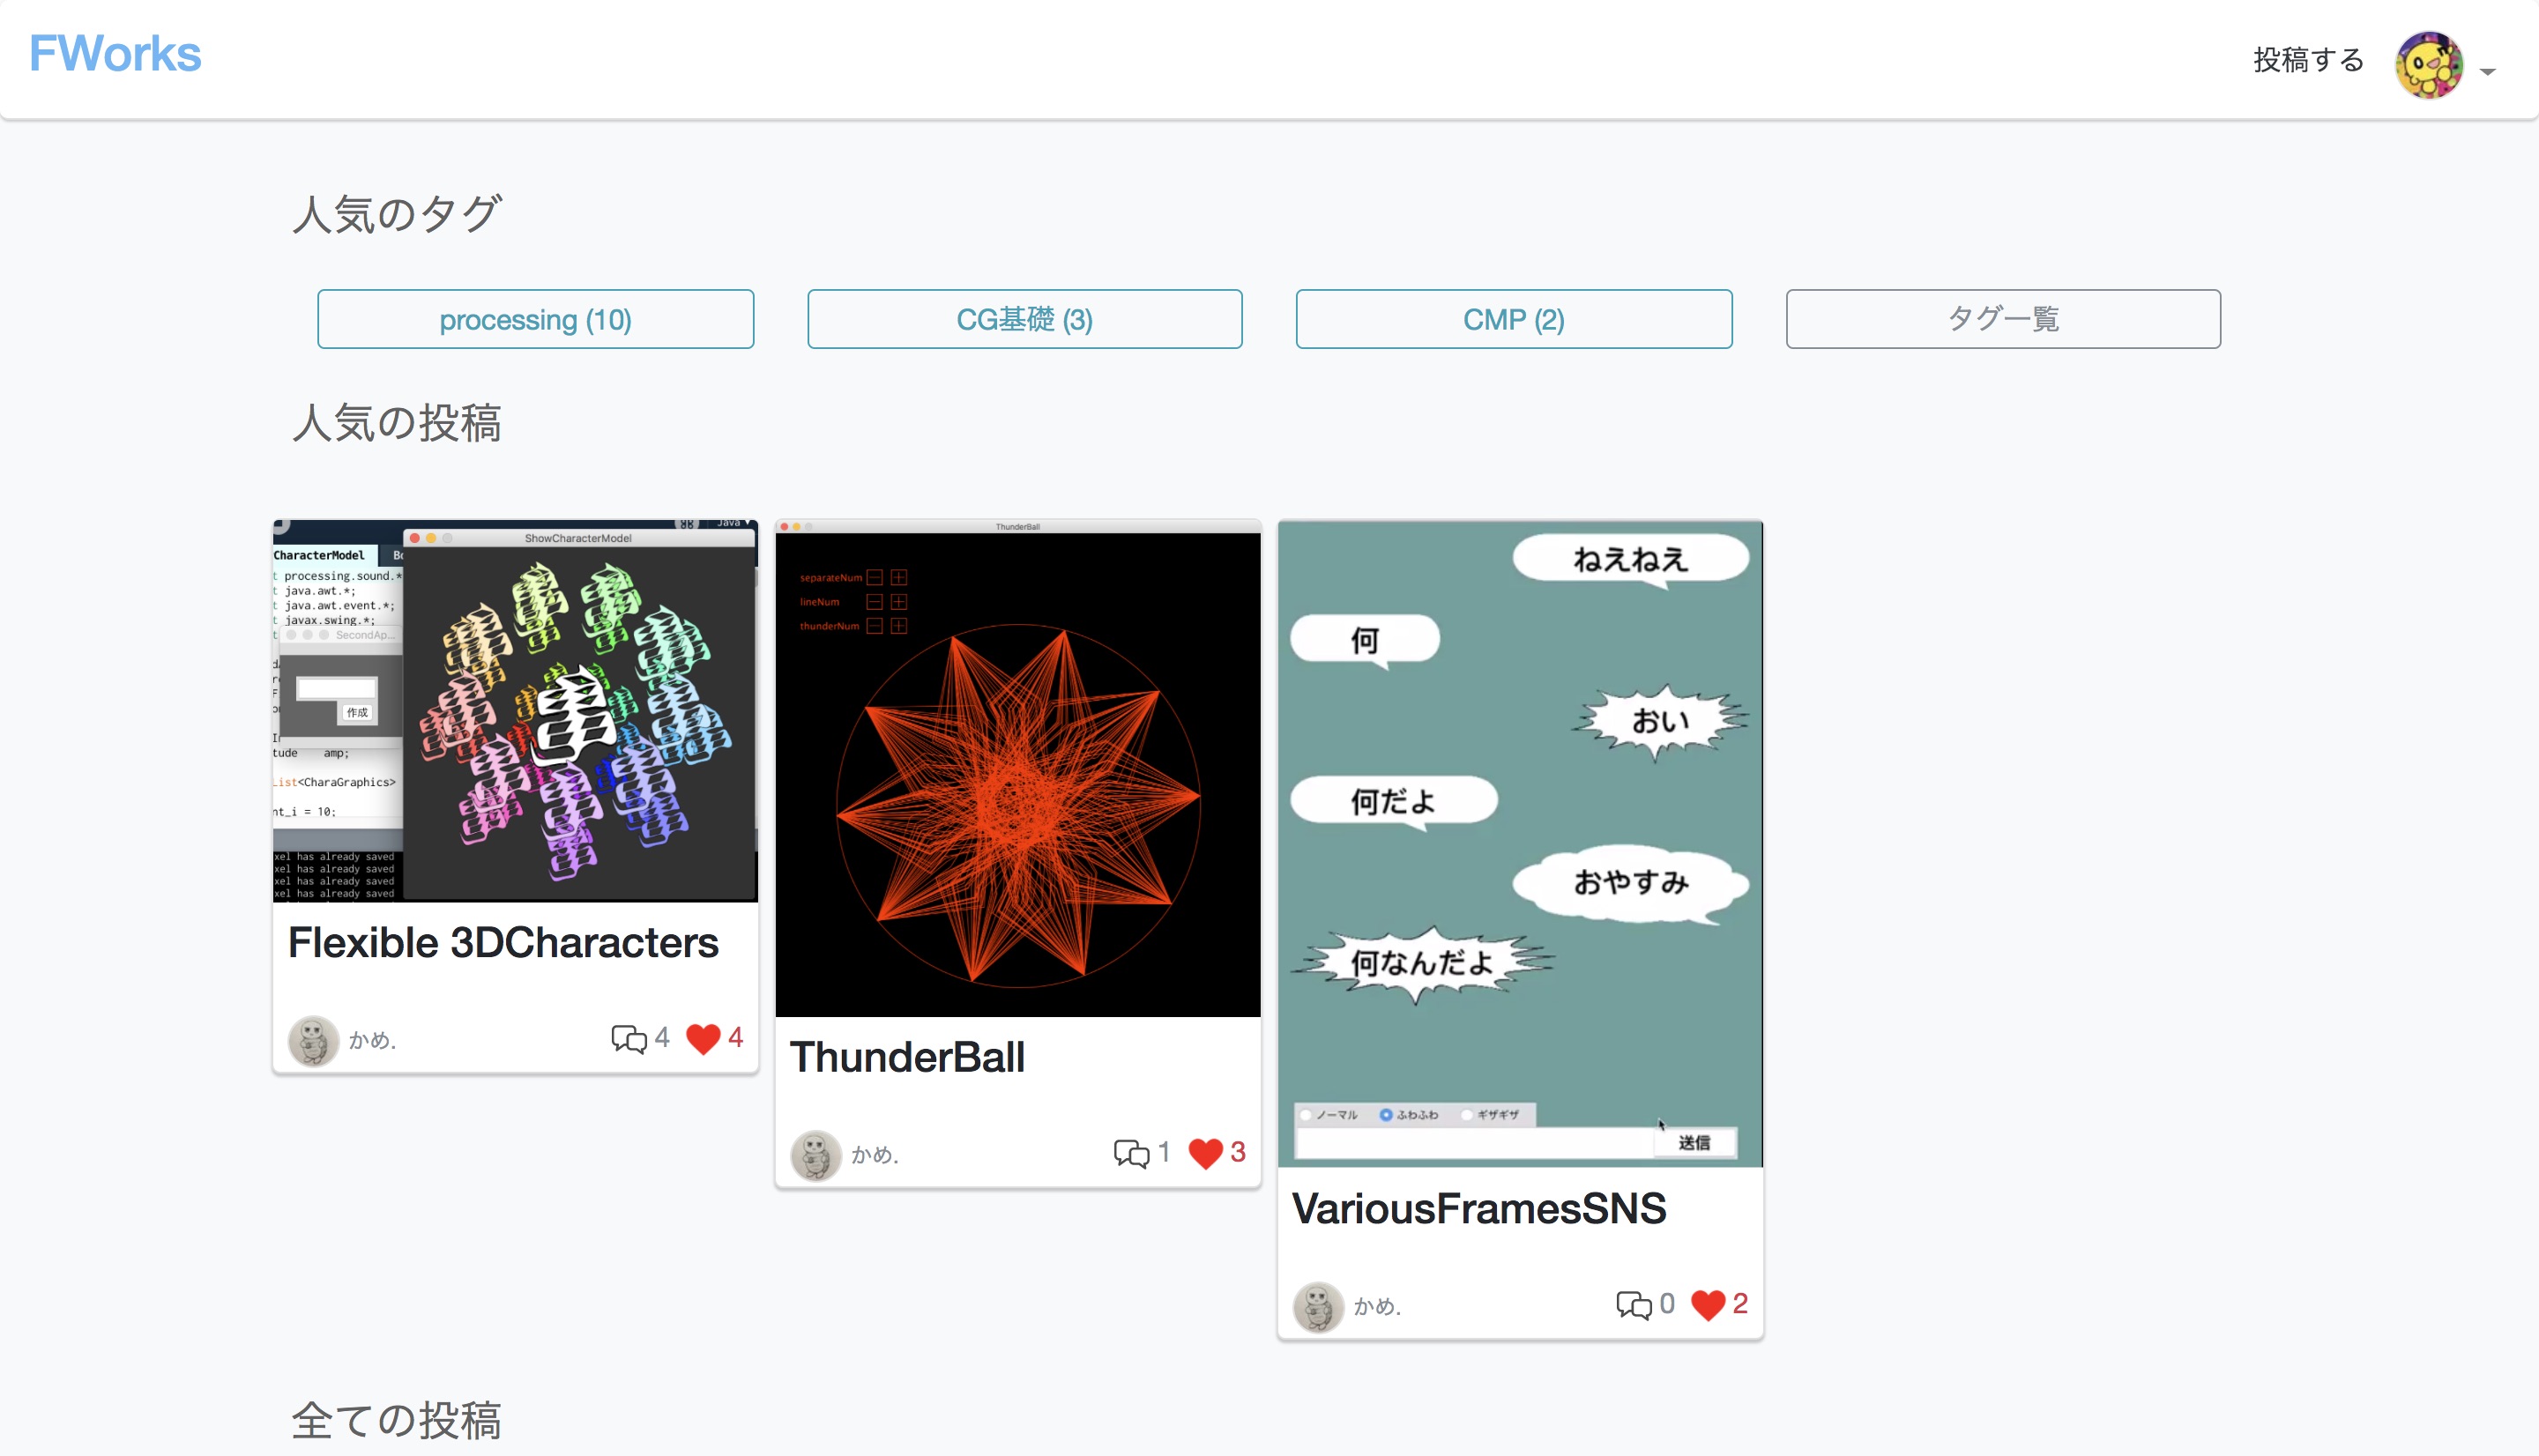 FWorks
投稿する
人気のタグ
processing (10)
CG基礎 (3)
CMP (2)
タグ一覧
人気の投稿
Java
CharacterModel
ShowCharacterModel
t processing.sound.*
t java.awt.*;
t java.awt.event.*;
t javax.swing.*;
SecondAp...
作成
tude amp;
List<CharaGraphics>
nt_i = 10;
xel has already saved
xel has already saved
xel has already saved
xel has already saved
Flexible 3DCharacters
かめ.
4
4
ThunderBall
separateNum
lineNum
thunderNum
ThunderBall
かめ.
1
3
ねえねえ
何
おい
何だよ
おやすみ
何なんだよ
ノーマル ふわふわ ギザギザ
送信
VariousFramesSNS
かめ.
0
2
全ての投稿